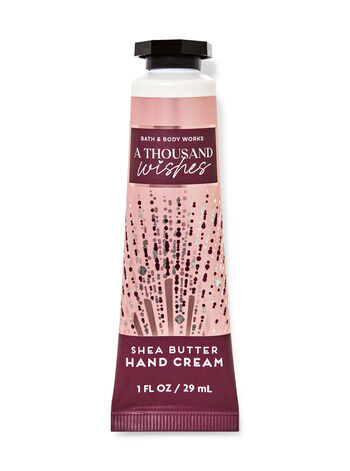 BATH & BODY WORKS
A THOUSAND
wishes
SHEA BUTTER
HAND CREAM
1 FL OZ / 29 mL